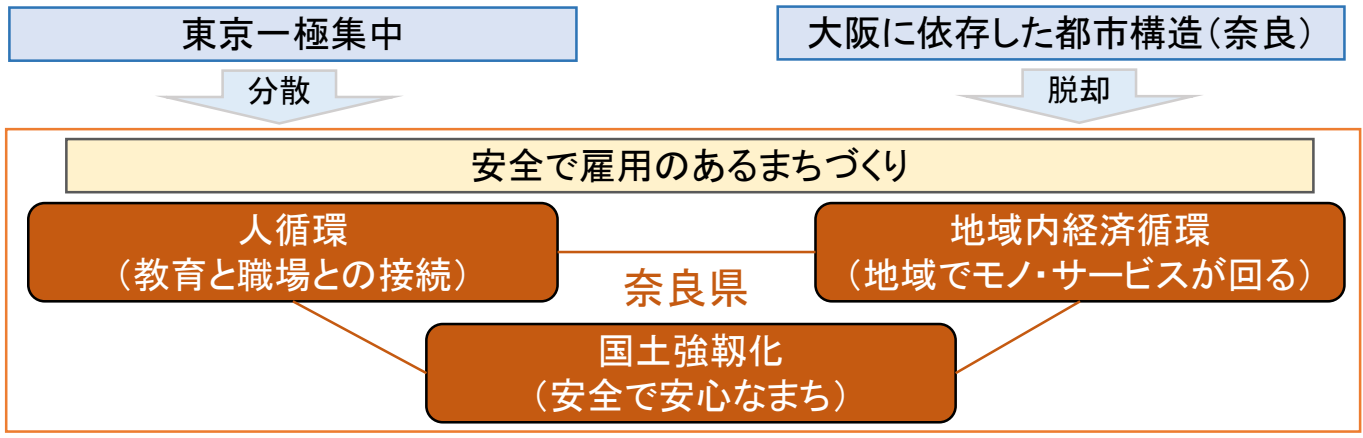 東京一極集中
大阪に依存した都市構造（奈良）
分散
脱却
安全で雇用のあるまちづくり
人循環
（教育と職場との接続）
地域内経済循環
（地域でモノ・サービスが回る）
奈良県
国土強靱化
（安全で安心なまち）